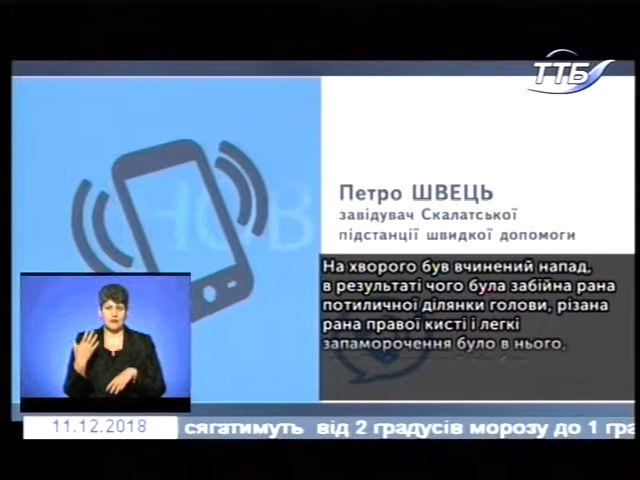 ТТБ
НОВ
Петро ШВЕЦЬ
завідувач Скалатської
підстанції швидкої допомоги
На хворого був вчинений напад,
в результаті чого була забійна рана
потиличної ділянки голови, різана
рана правої кисті і легкі
запаморочення було в нього.
11.12.2018
сягатимуть від 2 градусів морозу до 1 гра